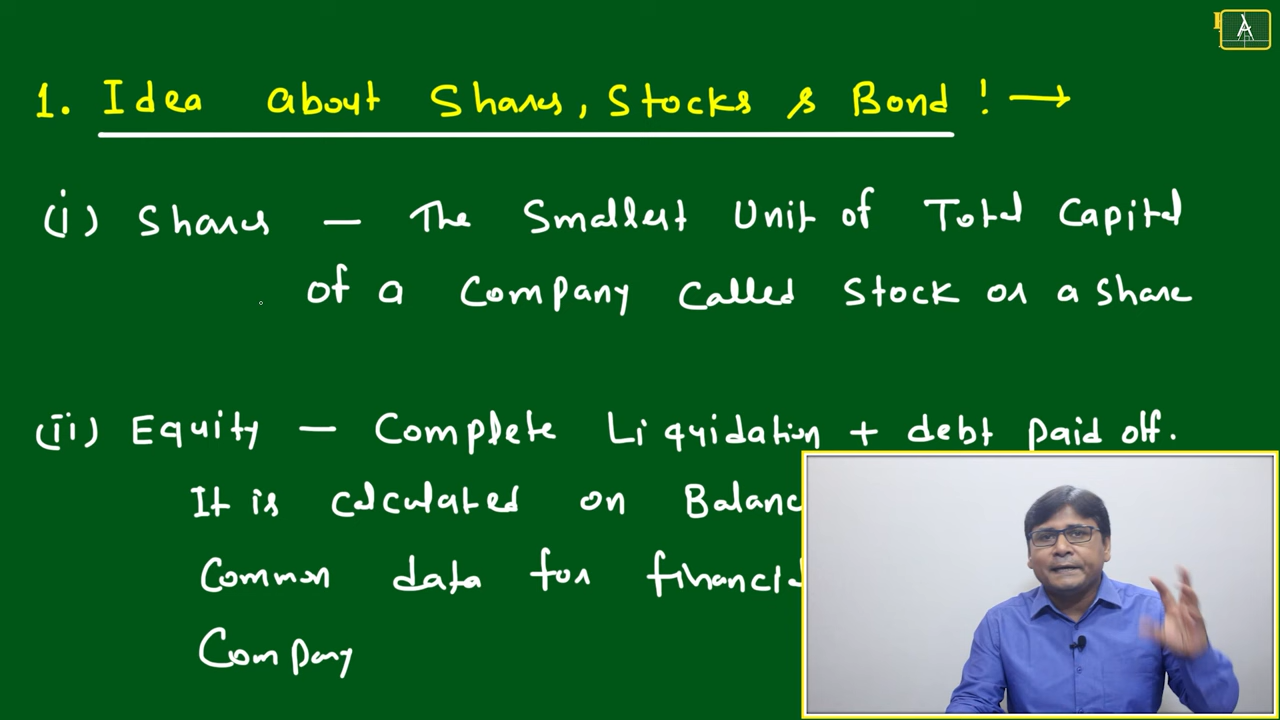 1. Idea about Shares, Stocks & Bond! →
(i) Shares — The Smallest Unit of Total Capital
of a Company Called Stock or a Share
(ii) Equity — Complete Liquidation + debt paid off.
It is calculated on Balanc
Common data for financial
Company